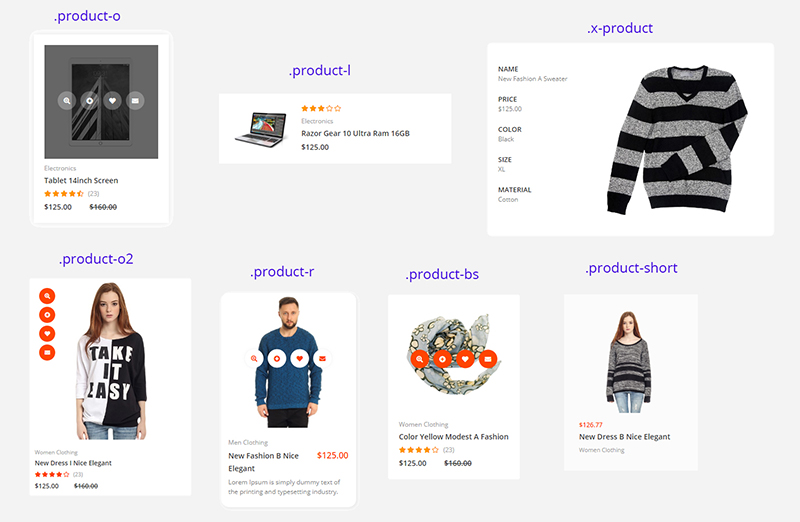 .product-o
Electronics
Tablet 14inch Screen
(23)
$125.00 $160.00
.product-l
Electronics
Razor Gear 10 Ultra Ram 16GB
$125.00
.x-product
NAME
New Fashion A Sweater
PRICE
$125.00
COLOR
Black
SIZE
XL
MATERIAL
Cotton
.product-o2
TAKE
IT
EASY
Women Clothing
New Dress I Nice Elegant
(23)
$125.00 $160.00
.product-r
Men Clothing
New Fashion B Nice Elegant $125.00
Lorem Ipsum is simply dummy text of
the printing and typesetting industry.
.product-bs
Women Clothing
Color Yellow Modest A Fashion
(23)
$125.00 $160.00
.product-short
$126.77
New Dress B Nice Elegant
Women Clothing